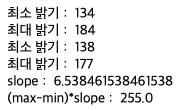 최소 밝기 :  134
최대 밝기 :  184
최소 밝기 :  138
최대 밝기 :  177
slope :  6.538461538461538
(max-min)*slope :  255.0